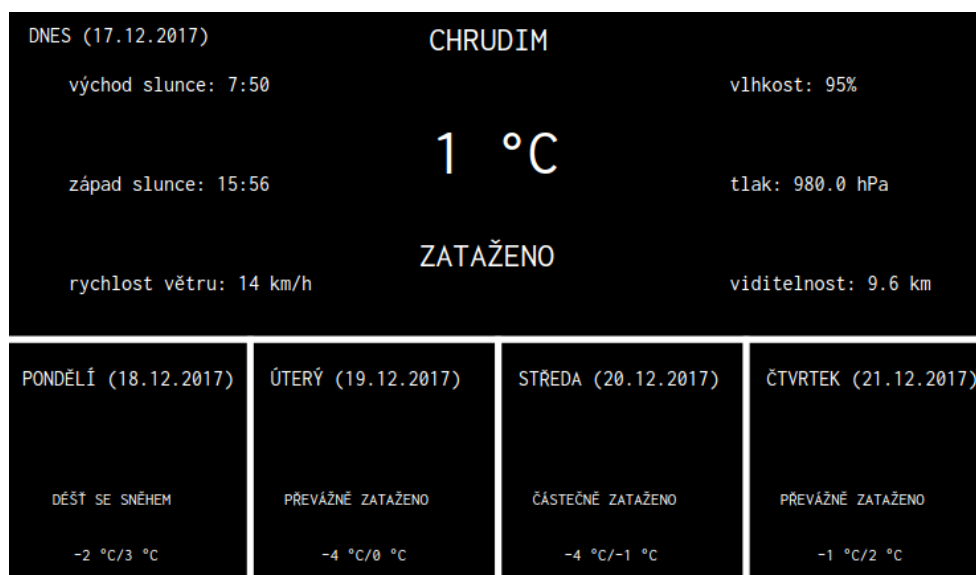 DNES (17.12.2017)
CHRUDIM
východ slunce: 7:50
vlhkost: 95%
1 °C
západ slunce: 15:56
tlak: 980.0 hPa
ZATAŽENO
rychlost větru: 14 km/h
viditelnost: 9.6 km
PONDĚLÍ (18.12.2017)
DÉŠŤ SE SNĚHEM
-2 °C/3 °C
ÚTERÝ (19.12.2017)
PŘEVÁŽNĚ ZATAŽENO
-4 °C/0 °C
STŘEDA (20.12.2017)
ČÁSTEČNĚ ZATAŽENO
-4 °C/-1 °C
ČTVRTEK (21.12.2017)
PŘEVÁŽNĚ ZATAŽENO
-1 °C/2 °C